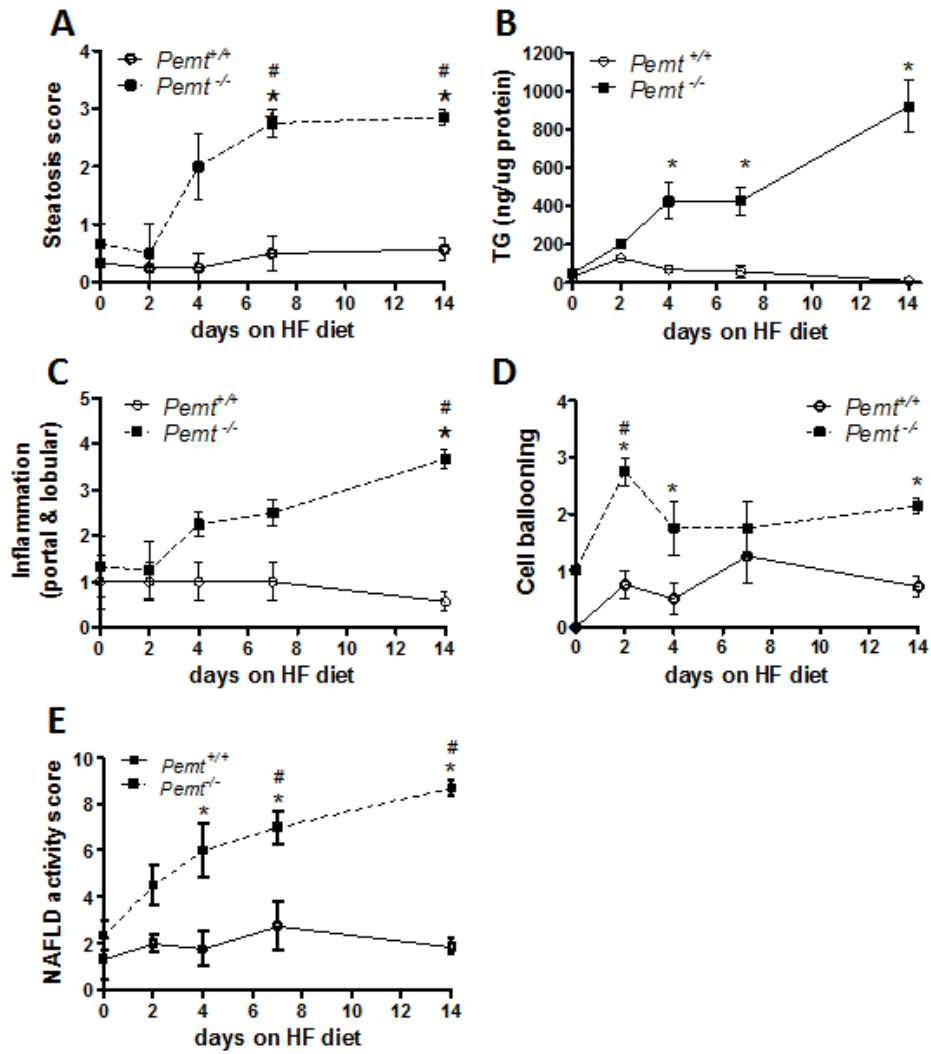 A
Pemt+/+
Pemt -/-
# #
★ ★
Steatosis score
4
3
2
1
0
0 2 4 6 8 10 12 14
days on HF diet
B
Pemt +/+
Pemt -/-
* * *
TG (ng/ug protein)
1200
1000
800
600
400
200
0
0 2 4 6 8 10 12 14
days on HF diet
C
Pemt+/+
Pemt -/-
#
★
Inflammation
(portal & lobular)
5
4
3
2
1
0
0 2 4 6 8 10 12 14
days on HF diet
D
Pemt+/+
Pemt -/-
#
* * *
Cell ballooning
4
3
2
1
0
0 2 4 6 8 10 12 14
days on HF diet
E
Pemt+/+
Pemt-/-
# #
* * *
NAFLD activity score
10
8
6
4
2
0
0 2 4 6 8 10 12 14
days on HF diet